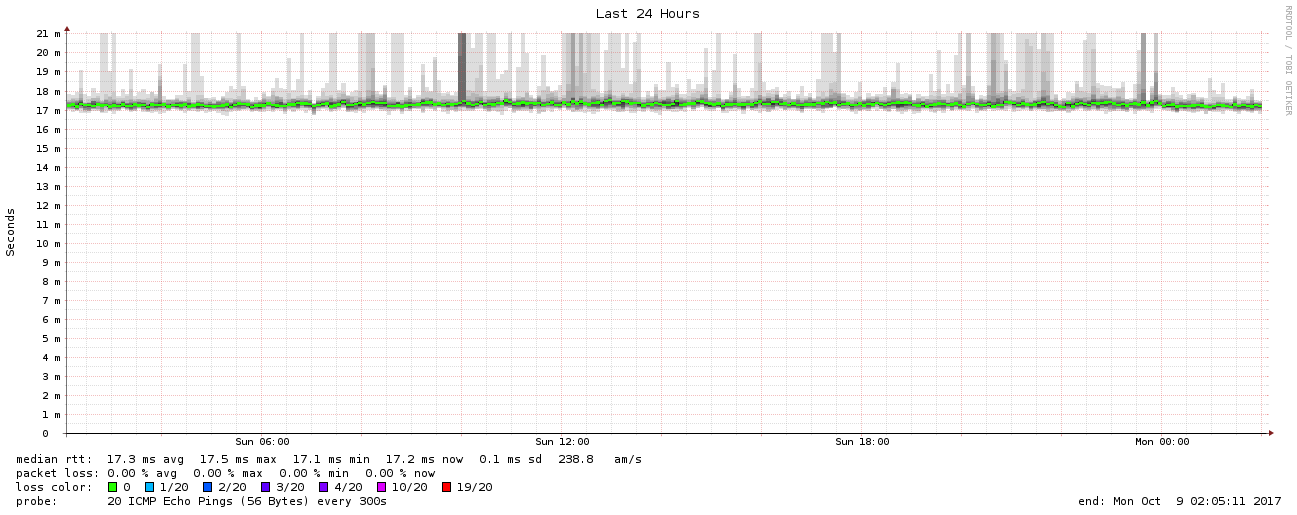 Last 24 Hours
RRDTOOL / TOBI OETIKER
Seconds
21 m
20 m
19 m
18 m
17 m
16 m
15 m
14 m
13 m
12 m
11 m
10 m
9 m
8 m
7 m
6 m
5 m
4 m
3 m
2 m
1 m
0
Sun 06:00 Sun 12:00 Sun 18:00 Mon 00:00
median rtt: 17.3 ms avg 17.5 ms max 17.1 ms min 17.2 ms now 0.1 ms sd 238.8 am/s
packet loss: 0.00 % avg 0.00 % max 0.00 % min 0.00 % now
loss color: 0 1/20 2/20 3/20 4/20 10/20 19/20
probe: 20 ICMP Echo Pings (56 Bytes) every 300s end: Mon Oct 9 02:05:11 2017